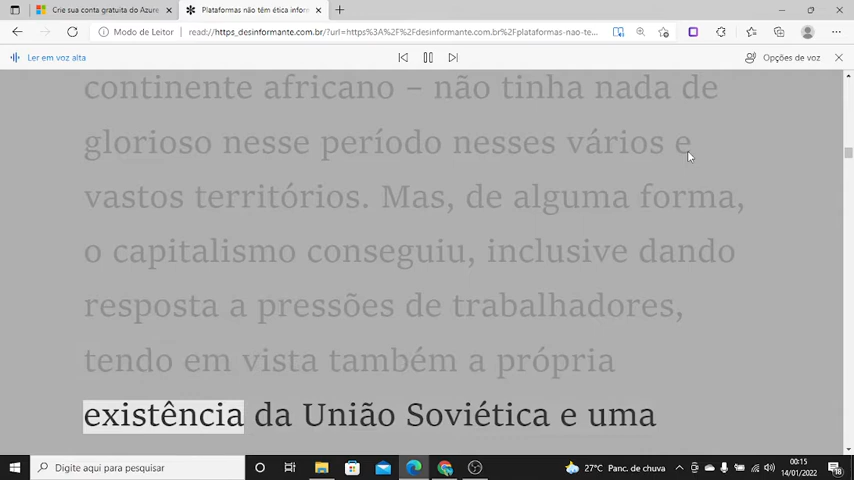 Crie sua conta gratuita do Azure
Plataformas não têm ética inform
Modo de Leitor
read://https_desinformante.com.br/?url=https%3A%2F%2Fdesinformante.com.br%2Fplataformas-nao-te...
Ler em voz alta
Opções de voz
continente africano – não tinha nada de
glorioso nesse período nesses vários e
vastos territórios. Mas, de alguma forma,
o capitalismo conseguiu, inclusive dando
resposta a pressões de trabalhadores,
tendo em vista também a própria
existência da União Soviética e uma
Digite aqui para pesquisar
27°C Panc. de chuva
00:15
14/01/2022
18